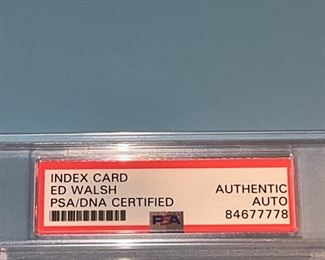 INDEX CARD
ED WALSH
PSA/DNA CERTIFIED
AUTHENTIC
AUTO
84677778
PSA